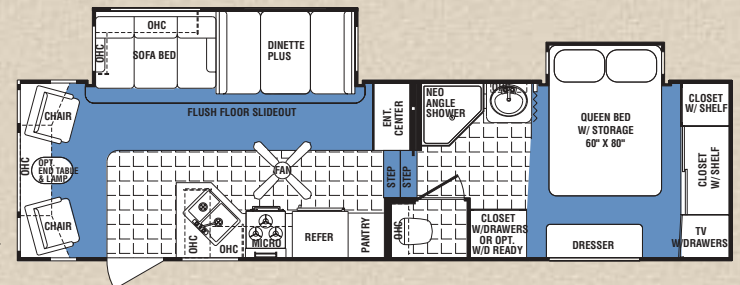 OHC
OHC
SOFA BED
DINETTE
PLUS
FLUSH FLOOR SLIDEOUT
CHAIR
OHC
OPT.
END TABLE
& LAMP
CHAIR
FAN
ENT.
CENTER
STEP
STEP
NEO
ANGLE
SHOWER
QUEEN BED
W/ STORAGE
60" X 80"
CLOSET
W/ SHELF
CLOSET
W/ SHELF
TV
W/DRAWERS
DRESSER
CLOSET
W/DRAWERS
OR OPT.
W/D READY
OHC
PANTRY
REFER
MICRO
OHC
OHC